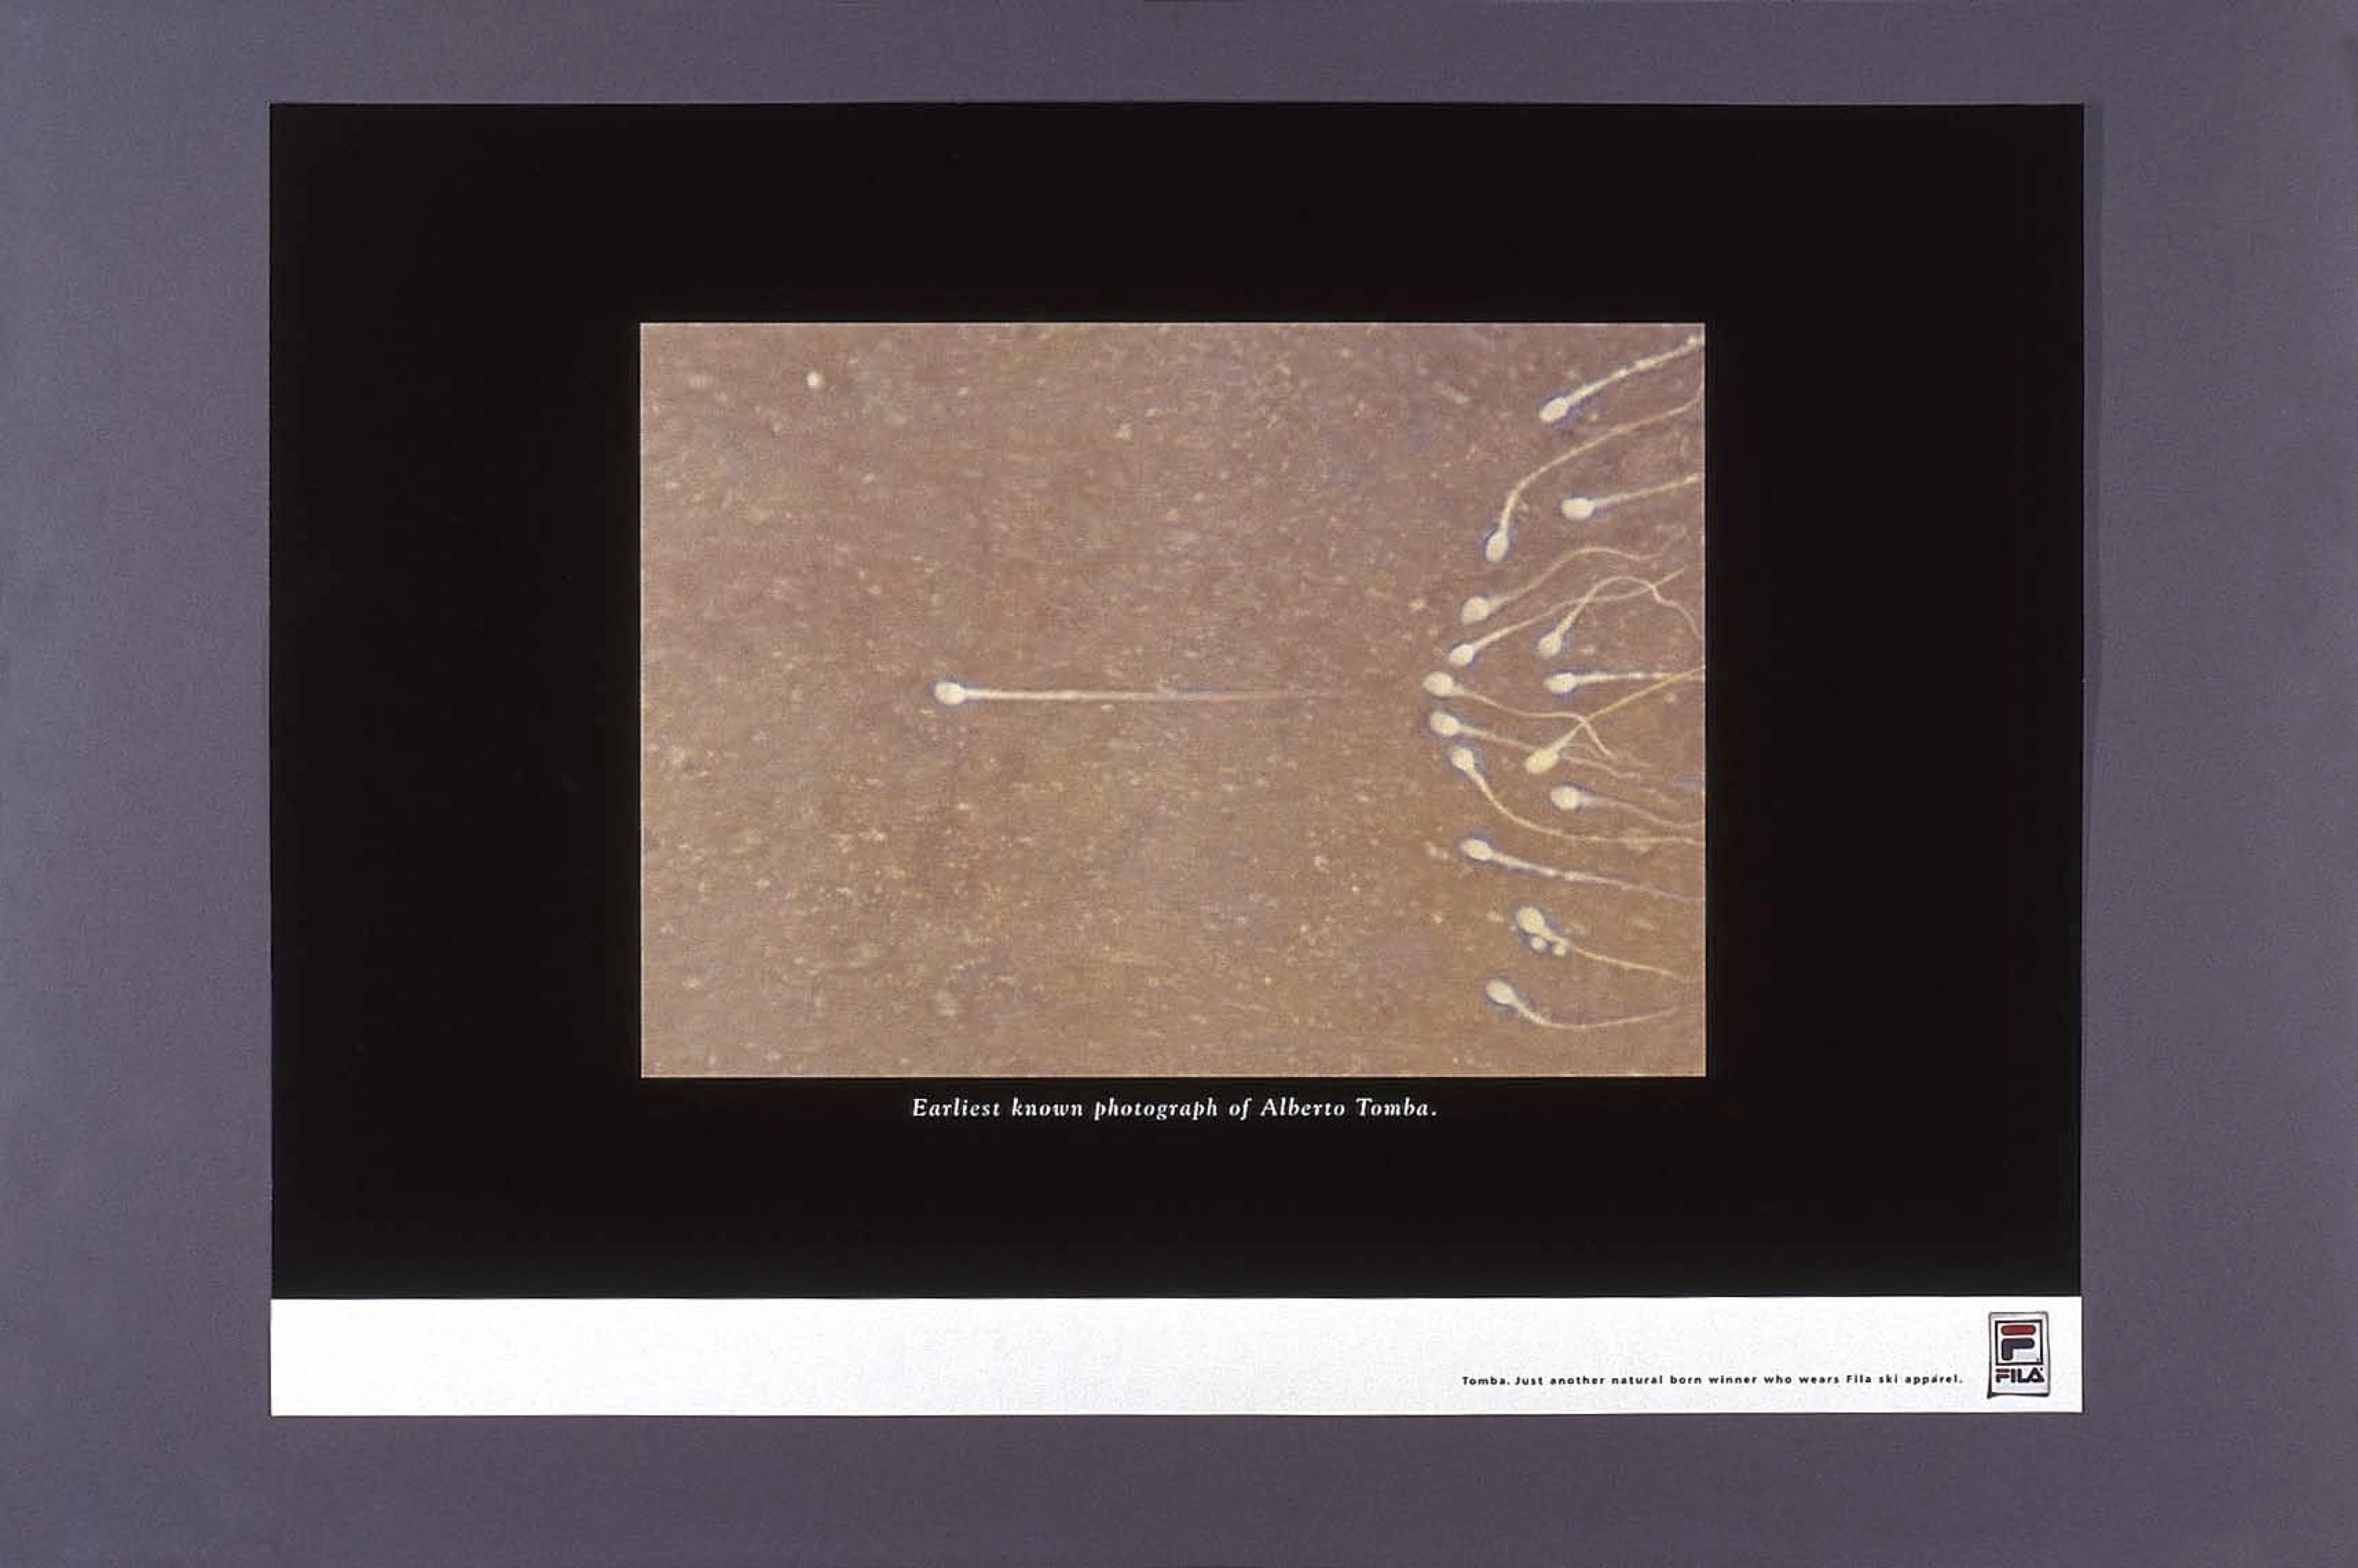 Earliest known photograph of Alberto Tomba.
Tomba. Just another natural born winner who wears Fila ski apparel.
FILA